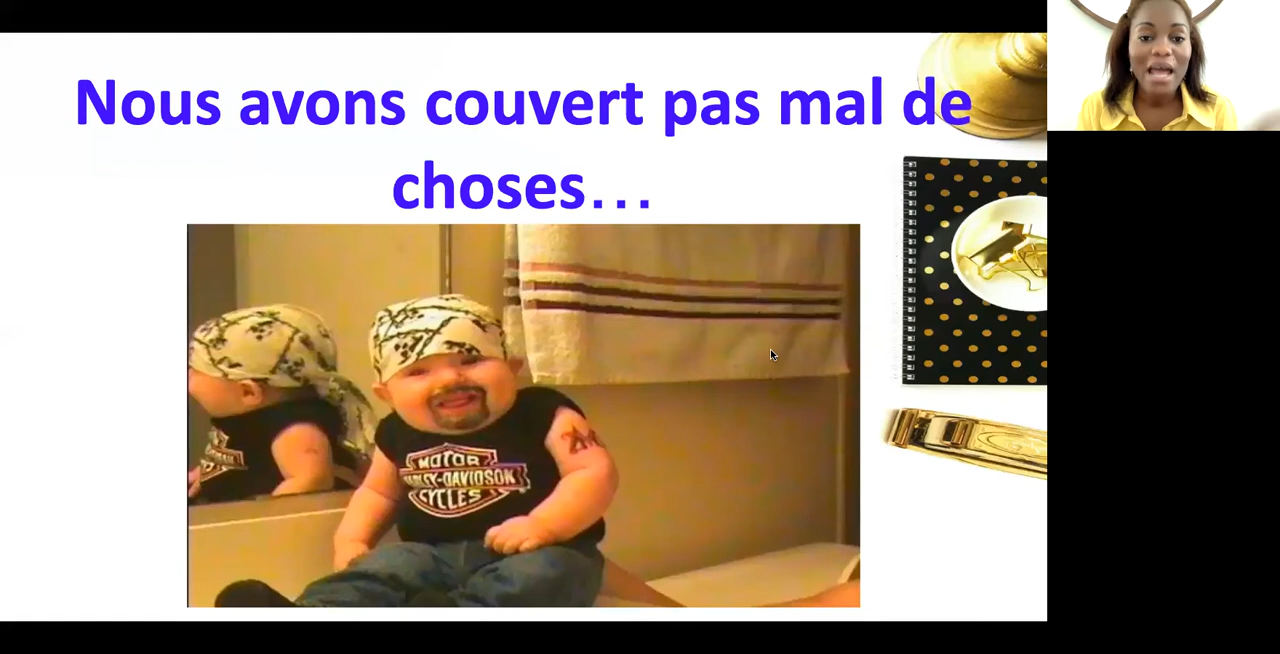 Nous avons couvert pas mal de
choses…
MOTOR
HARLEY-DAVIDSON
CYCLES